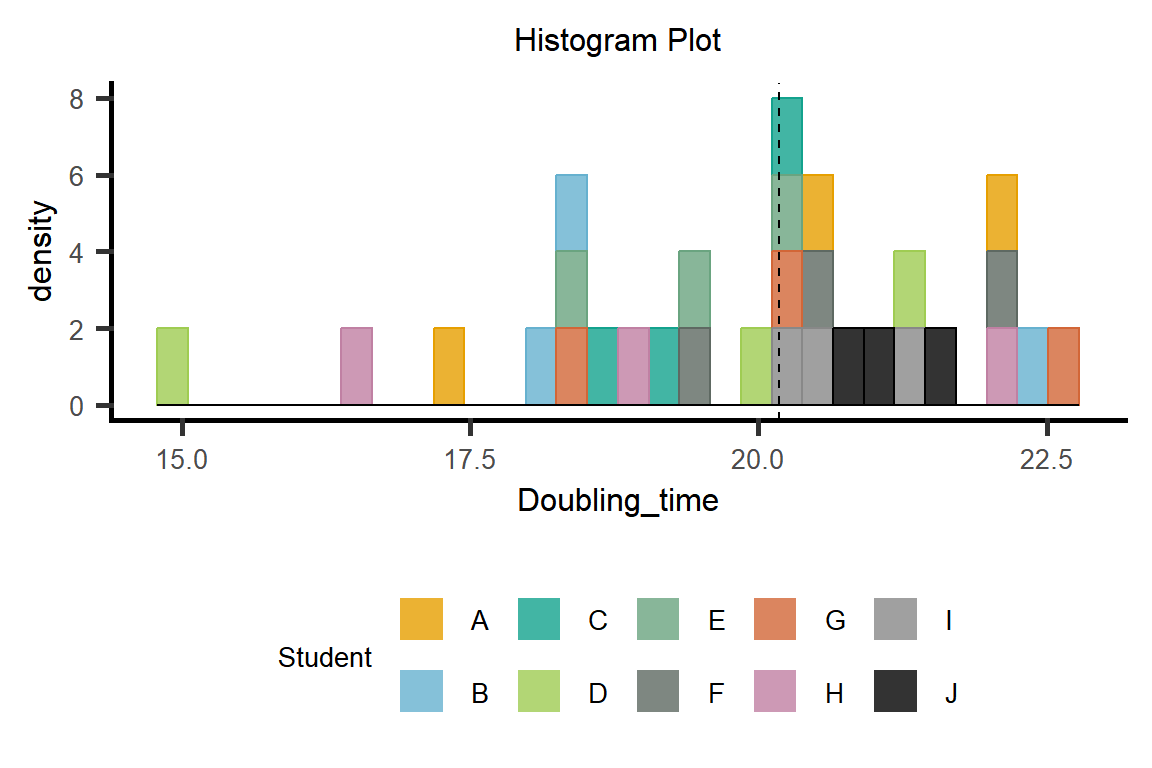 Histogram Plot
8
6
4
2
0
density
15.0 17.5 20.0 22.5
Doubling_time
Student
A C E G I
B D F H J